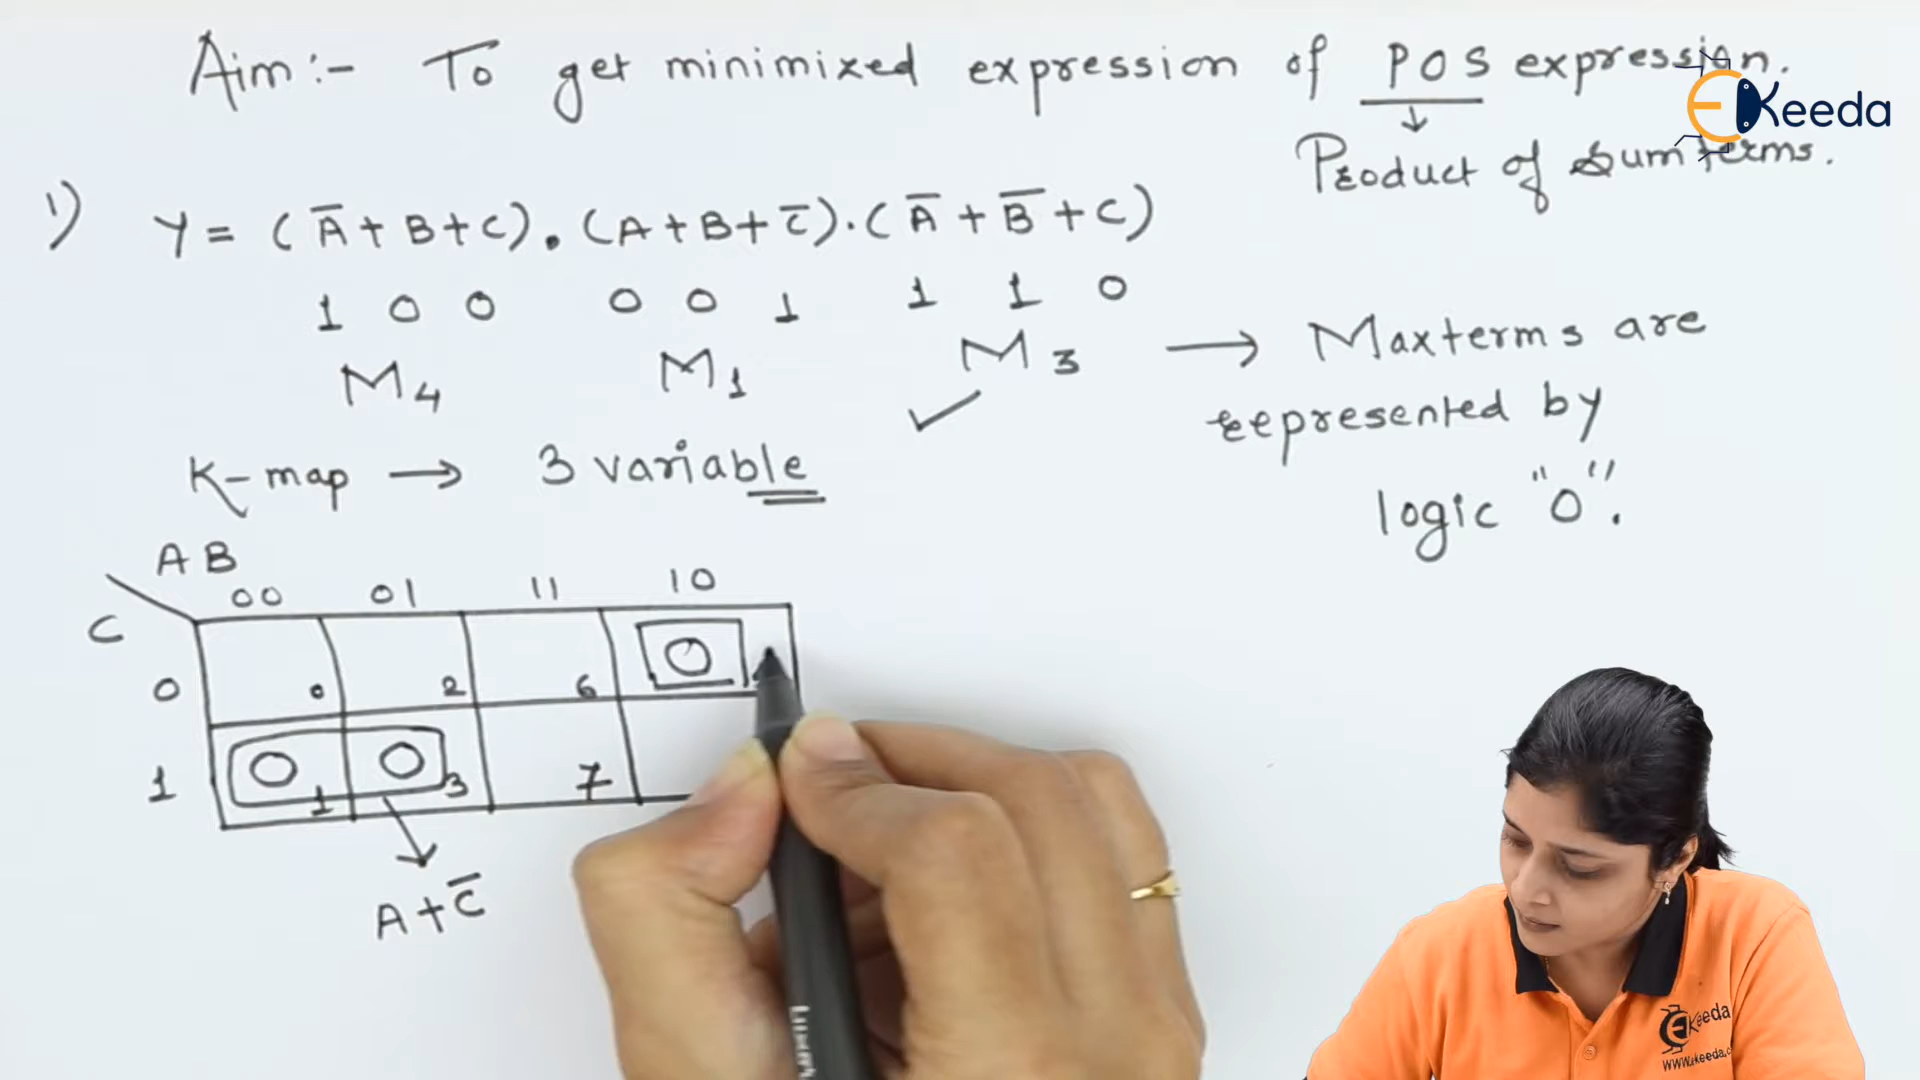 Aim:- To get minimized expression of POS expression.
EKeeda
↓
Product of Sum terms.
1) Y = (A̅ + B + C) . (A + B + C̅) . (A̅ + B̅ + C)
1 0 0 0 0 1 1 1 0
M4 M1 M3 → Maxterms are
✓ represented by
K-map → 3 variable
logic "0".
AB
00 01 11 10
C
0 0 2 6 0
1 0 1 0 3 7
A + C̅
EKeeda